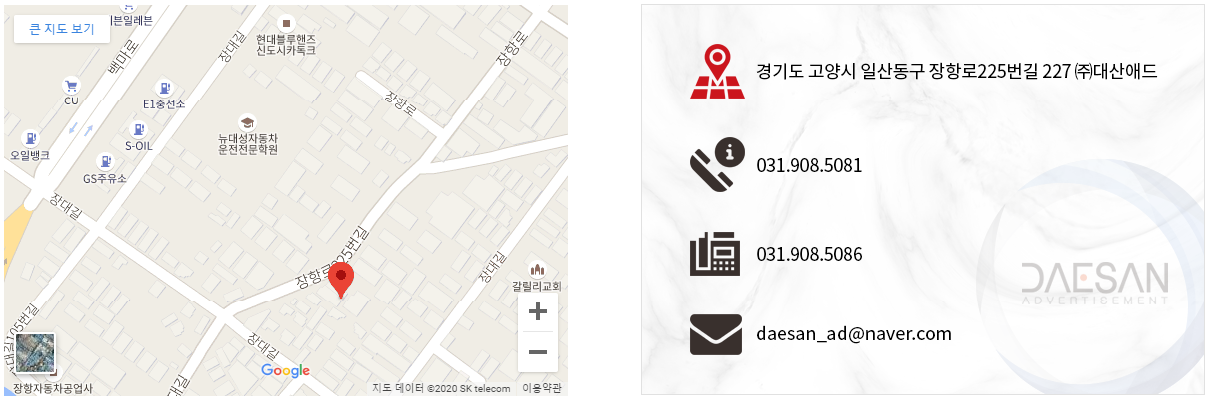 큰 지도 보기
세븐일레븐
백마로
장대길
현대블루핸즈
신도시카독크
장항로
CU
E1충전소
장항로
오일뱅크
S-OIL
GS주유소
뉴대성자동차
운전전문학원
장대길
장항로225번길
장대길
갈릴리교회
장대길105번길
장대길
장대길
장항자동차공업사
Google
지도 데이터 ©2020 SK telecom
이용약관
경기도 고양시 일산동구 장항로225번길 227 ㈜대산애드
031.908.5081
031.908.5086
daesan_ad@naver.com
DAESAN
ADVENTIDEMENT